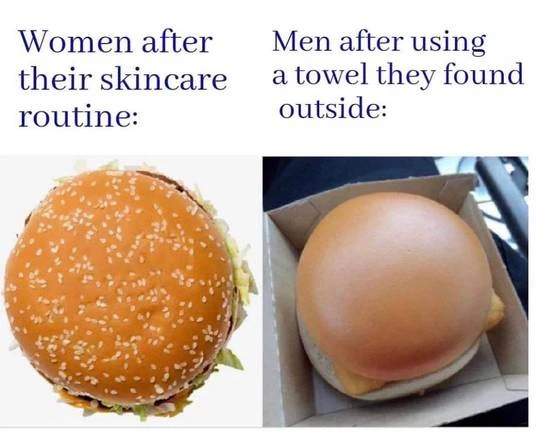 Women after
their skincare
routine:
Men after using
a towel they found
outside: